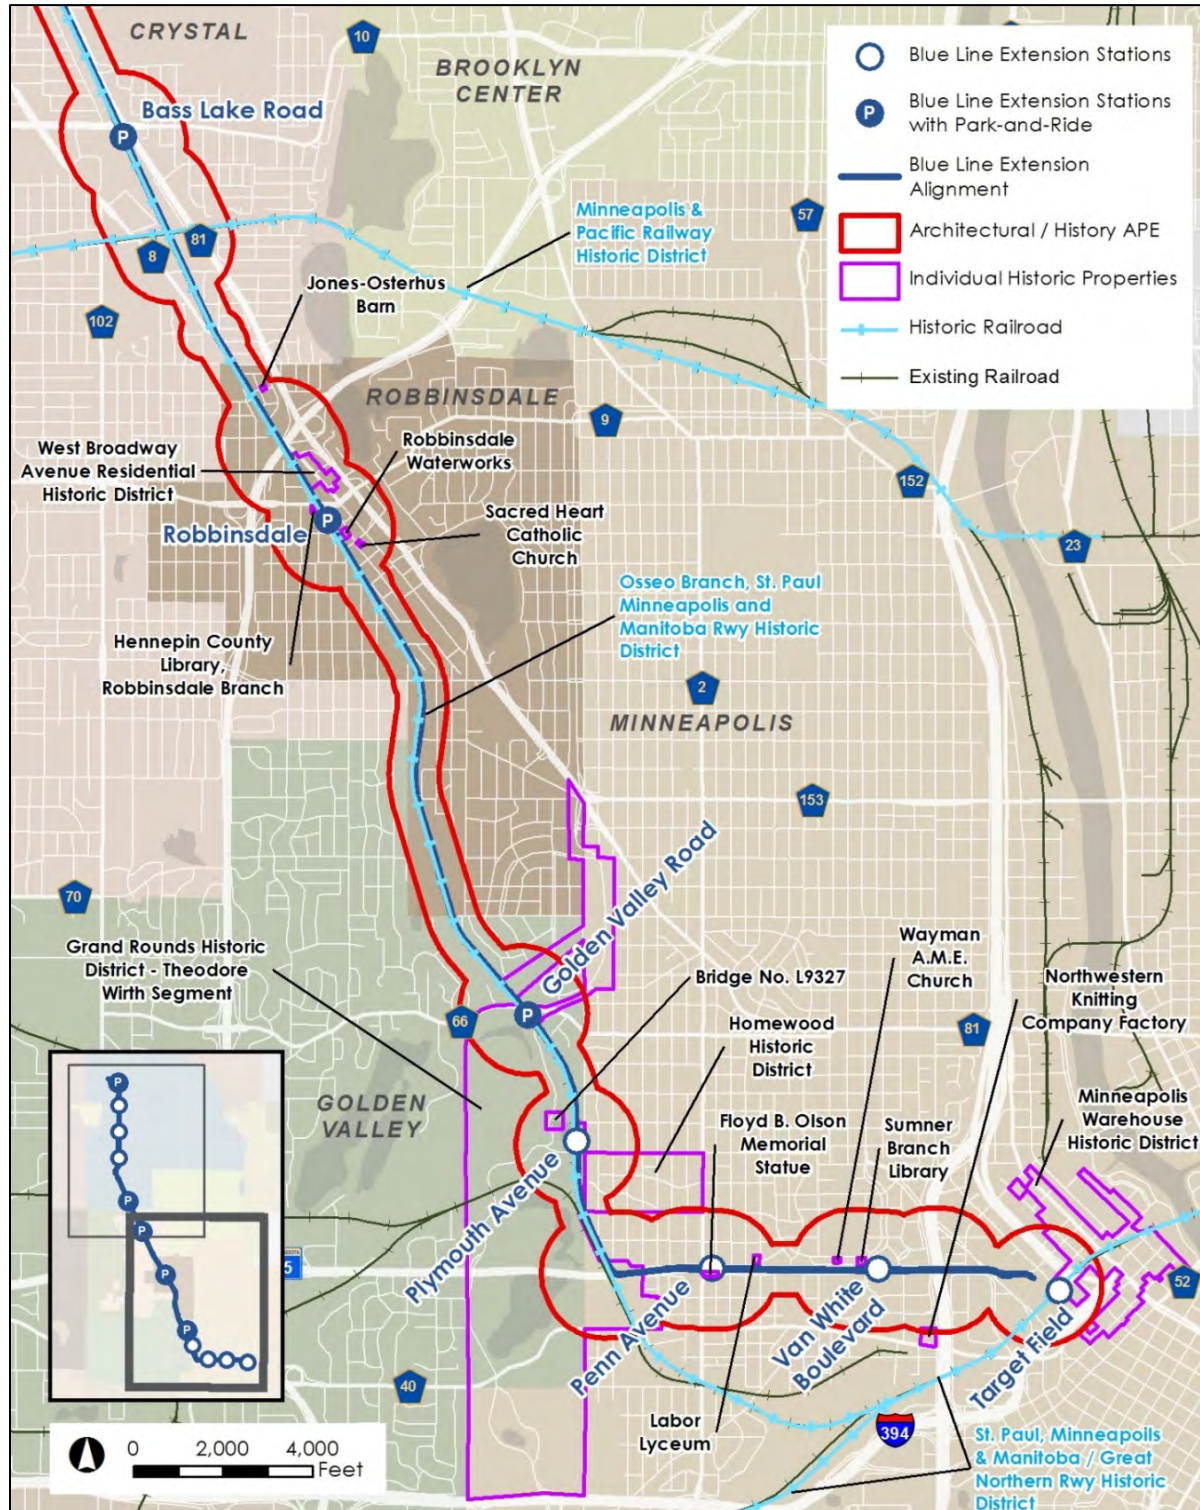 CRYSTAL
10
BROOKLYN
CENTER
Blue Line Extension Stations
P
Blue Line Extension Stations
with Park-and-Ride
Blue Line Extension
Alignment
Architectural / History APE
Individual Historic Properties
Historic Railroad
Existing Railroad
Bass Lake Road
P
Minneapolis &
Pacific Railway
Historic District
57
81
8
Jones-Osterhus
Barn
102
ROBBINSDALE
9
West Broadway
Avenue Residential
Historic District
Robbinsdale
Waterworks
152
Robbinsdale
P
Sacred Heart
Catholic
Church
23
Osseo Branch, St. Paul
Minneapolis and
Manitoba Rwy Historic
District
Hennepin County
Library,
Robbinsdale Branch
2
MINNEAPOLIS
153
70
Golden Valley Road
Grand Rounds Historic
District - Theodore
Wirth Segment
Wayman
A.M.E.
Church
Bridge No. L9327
Northwestern
Knitting
Company Factory
P
66
Homewood
Historic
District
81
GOLDEN
VALLEY
Minneapolis
Warehouse
Historic District
Floyd B. Olson
Memorial
Statue
Sumner
Branch
Library
P
P
P
P
P
5
Plymouth Avenue
Penn Avenue
Van White
Boulevard
Target Field
52
40
Labor
Lyceum
394
St. Paul, Minneapoils
& Manitoba / Great
Northern Rwy Historic
District
0 2,000 4,000
Feet